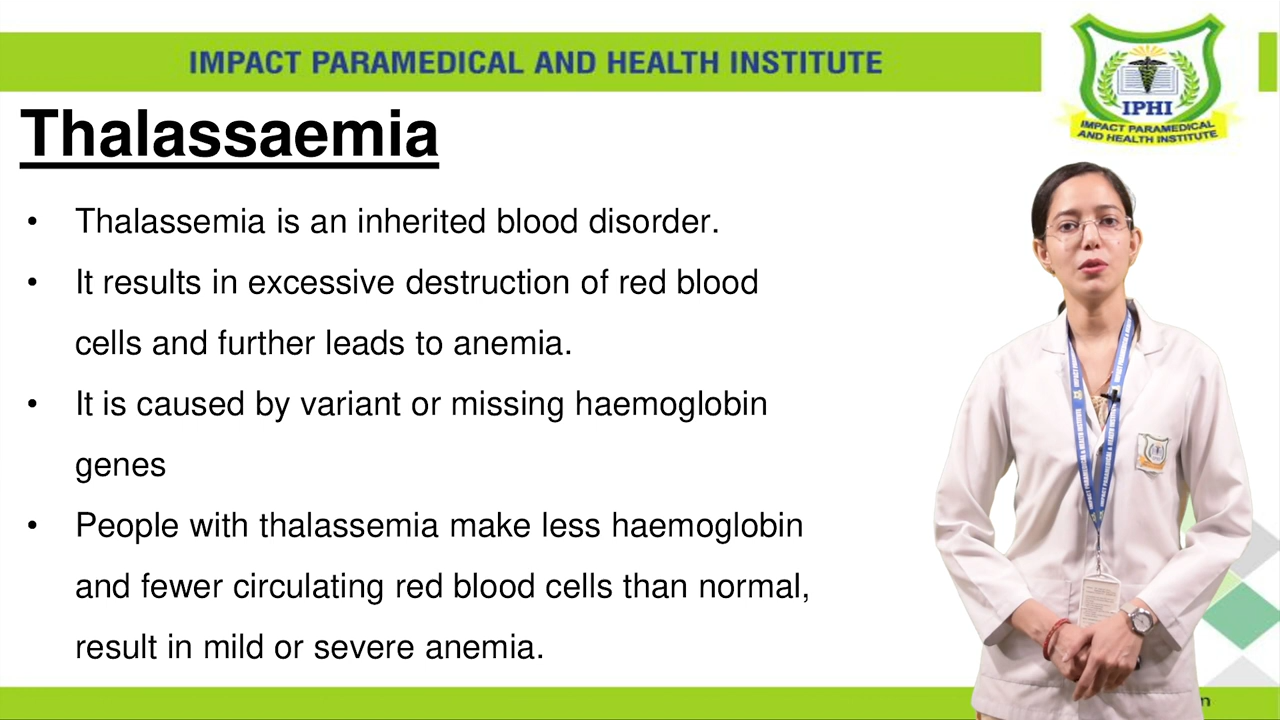 IMPACT PARAMEDICAL AND HEALTH INSTITUTE
IPHI
IMPACT PARAMEDICAL
AND HEALTH INSTITUTE
Thalassaemia
• Thalassemia is an inherited blood disorder.
• It results in excessive destruction of red blood
cells and further leads to anemia.
• It is caused by variant or missing haemoglobin
genes
• People with thalassemia make less haemoglobin
and fewer circulating red blood cells than normal,
result in mild or severe anemia.